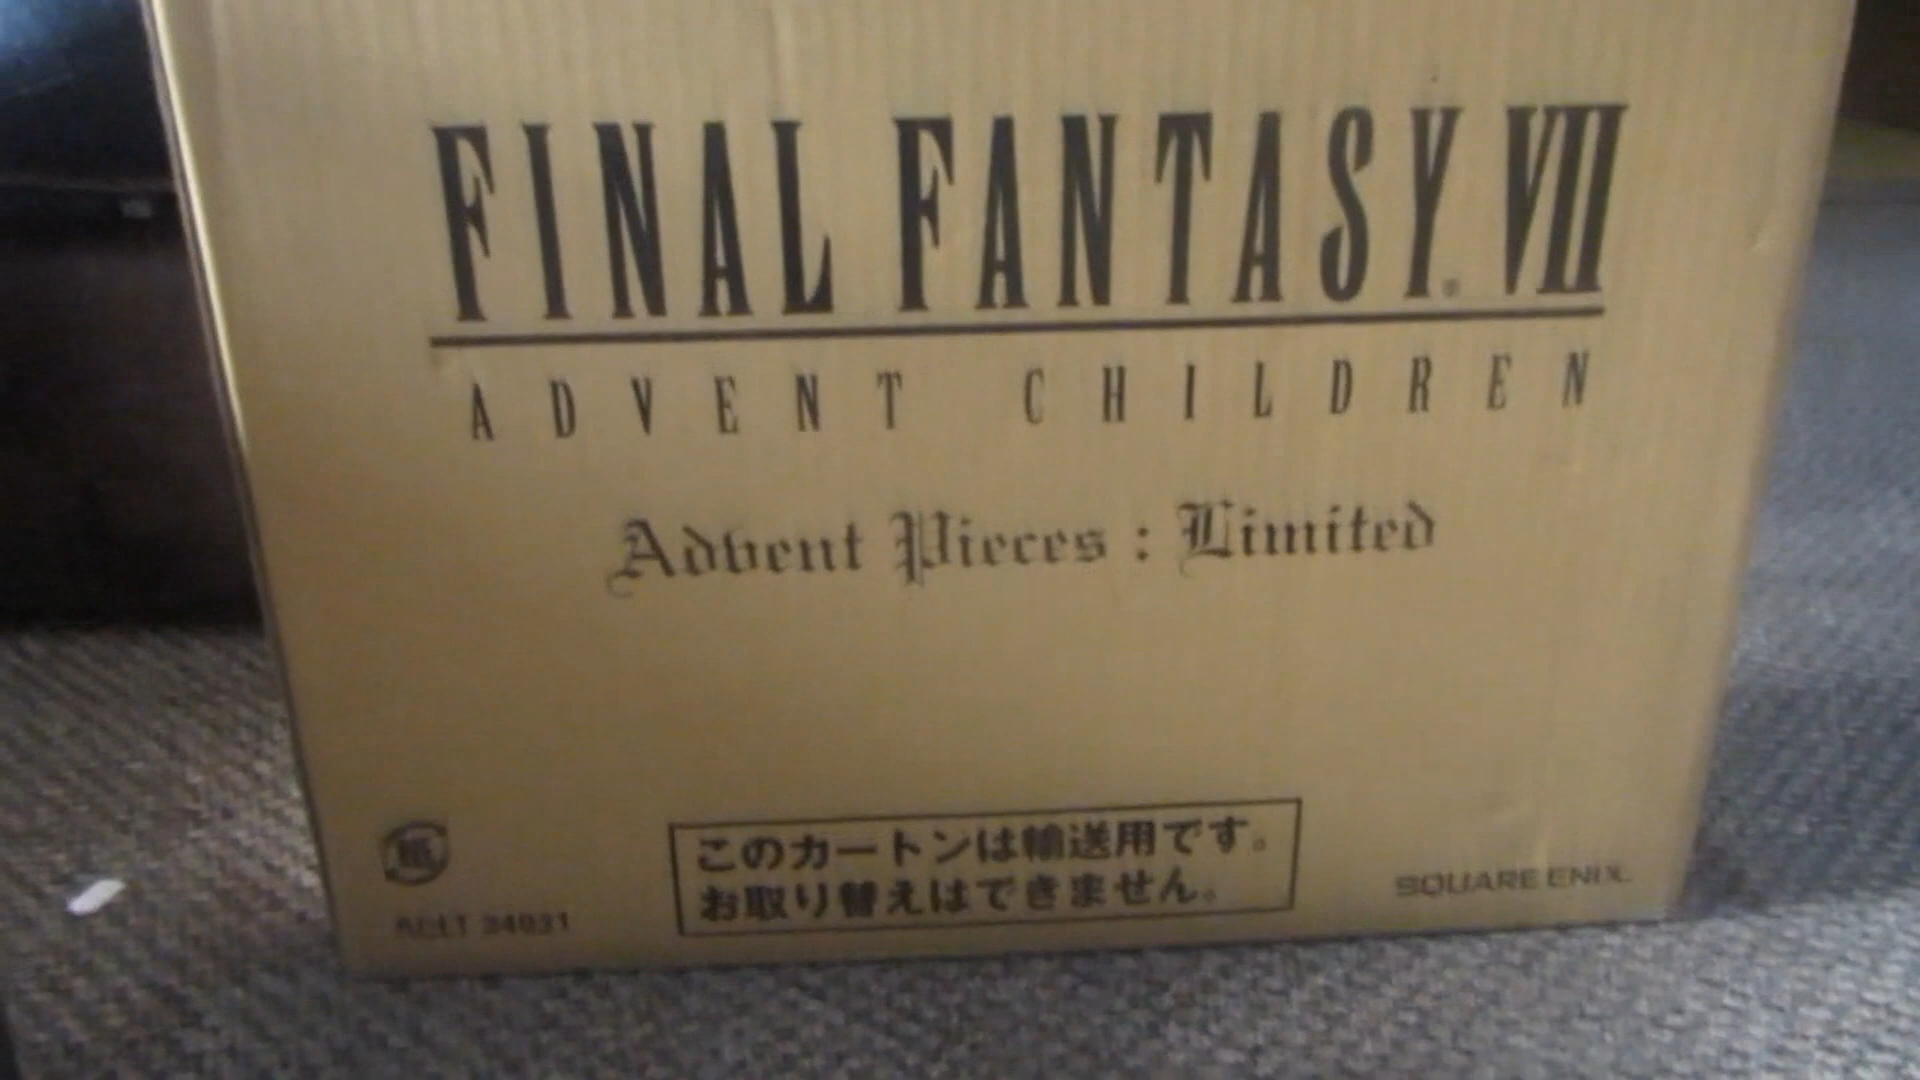 FINAL FANTASY® VII
ADVENT CHILDREN
Advent Pieces : Limited
このカートンは輸送用です。
お取り替えはできません。
SQUARE ENIX.